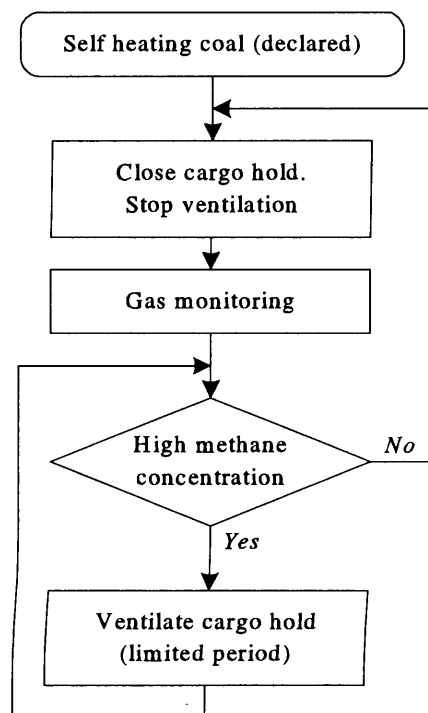 Self heating coal (declared)
Close cargo hold.
Stop ventilation
Gas monitoring
High methane
concentration
No
Yes
Ventilate cargo hold
(limited period)